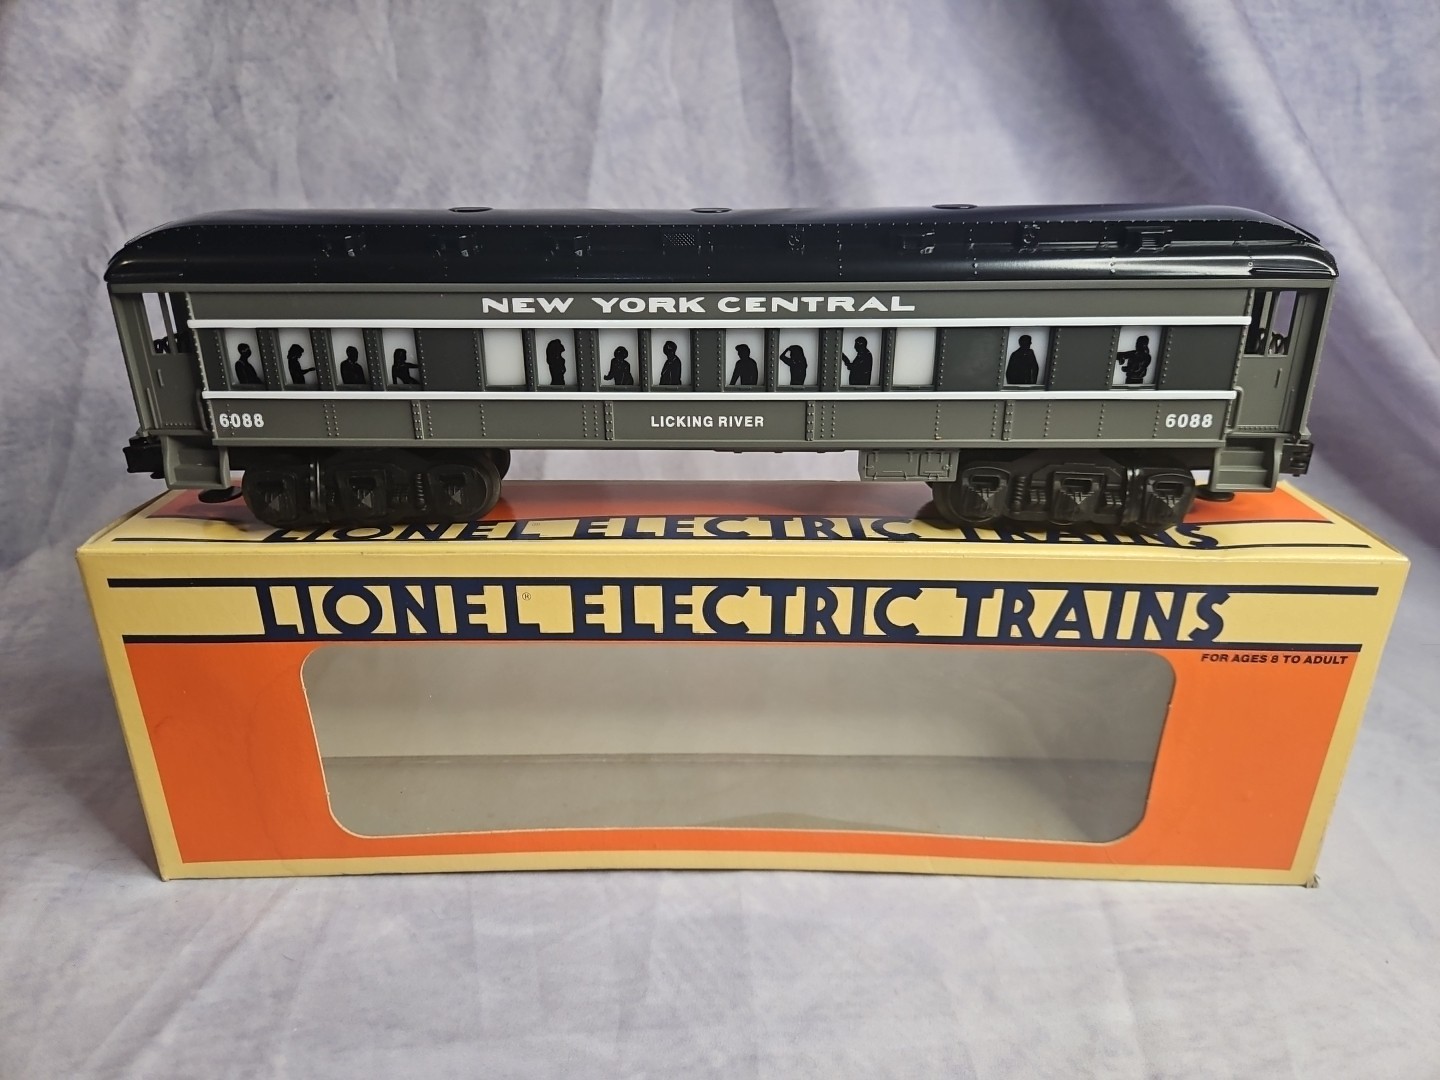 NEW YORK CENTRAL
6088 LICKING RIVER 6088
LIONEL ELECTRIC TRAINS
LIONEL® ELECTRIC TRAINS
FOR AGES 8 TO ADULT